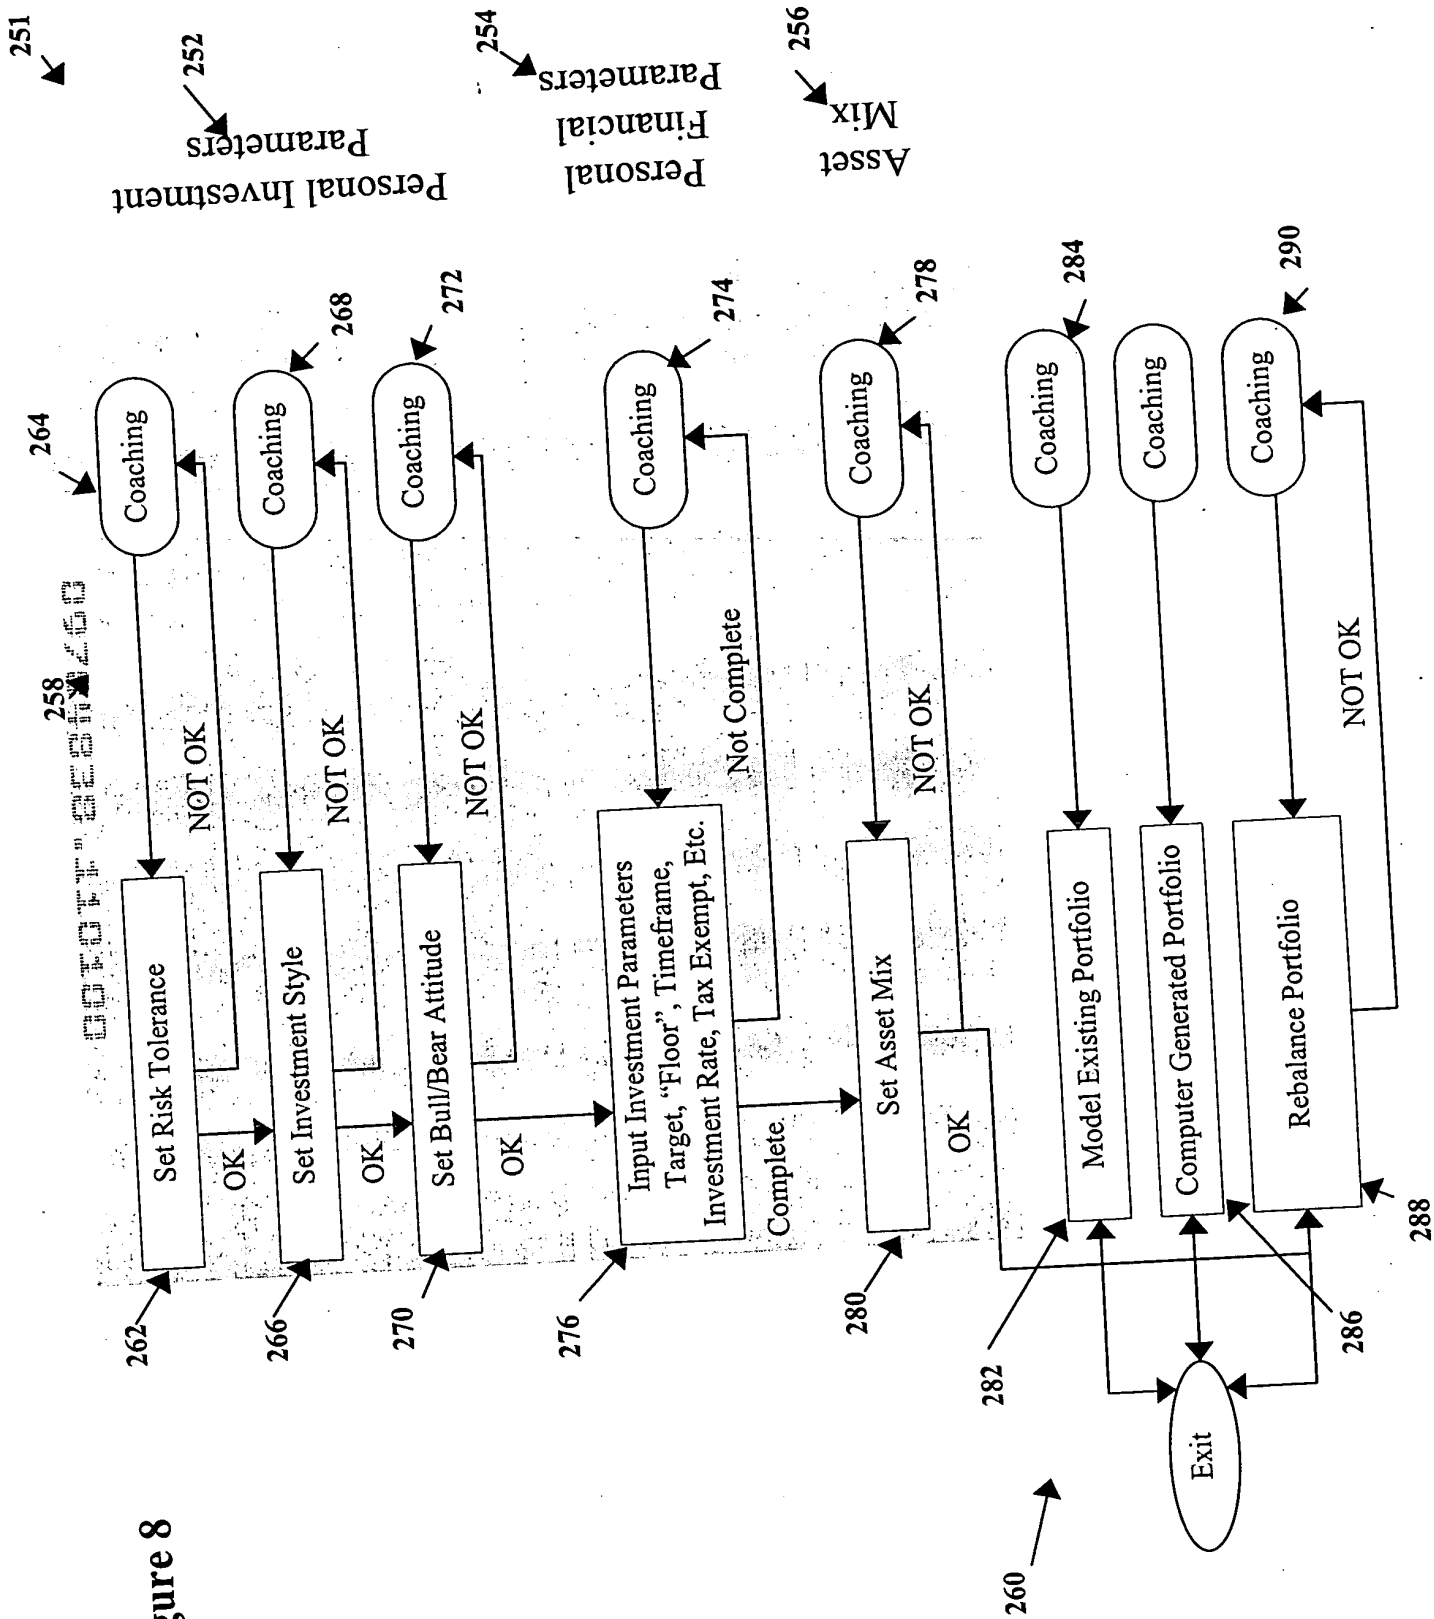 gure 8
251
252
Personal Investment
Parameters
254
Personal
Financial
Parameters
256
Asset
Mix
258
264
Coaching
Set Risk Tolerance
262
NOT OK
OK
268
Coaching
Set Investment Style
266
NOT OK
OK
272
Coaching
Set Bull/Bear Attitude
270
NOT OK
OK
274
Coaching
Input Investment Parameters
Target, “Floor”, Timeframe,
Investment Rate, Tax Exempt, Etc.
276
Not Complete
Complete
278
Coaching
Set Asset Mix
280
NOT OK
OK
284
Coaching
Model Existing Portfolio
282
Coaching
Computer Generated Portfolio
286
290
Coaching
Rebalance Portfolio
288
NOT OK
Exit
260